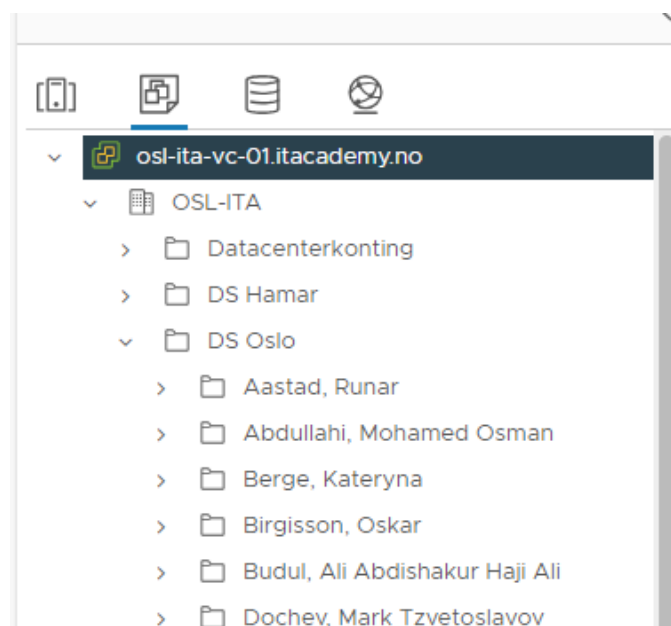 osl-ita-vc-01.itacademy.no
OSL-ITA
Datacenterkonting
DS Hamar
DS Oslo
Aastad, Runar
Abdullahi, Mohamed Osman
Berge, Kateryna
Birgisson, Oskar
Budul, Ali Abdishakur Haji Ali
Dochev, Mark Tzvetoslavov